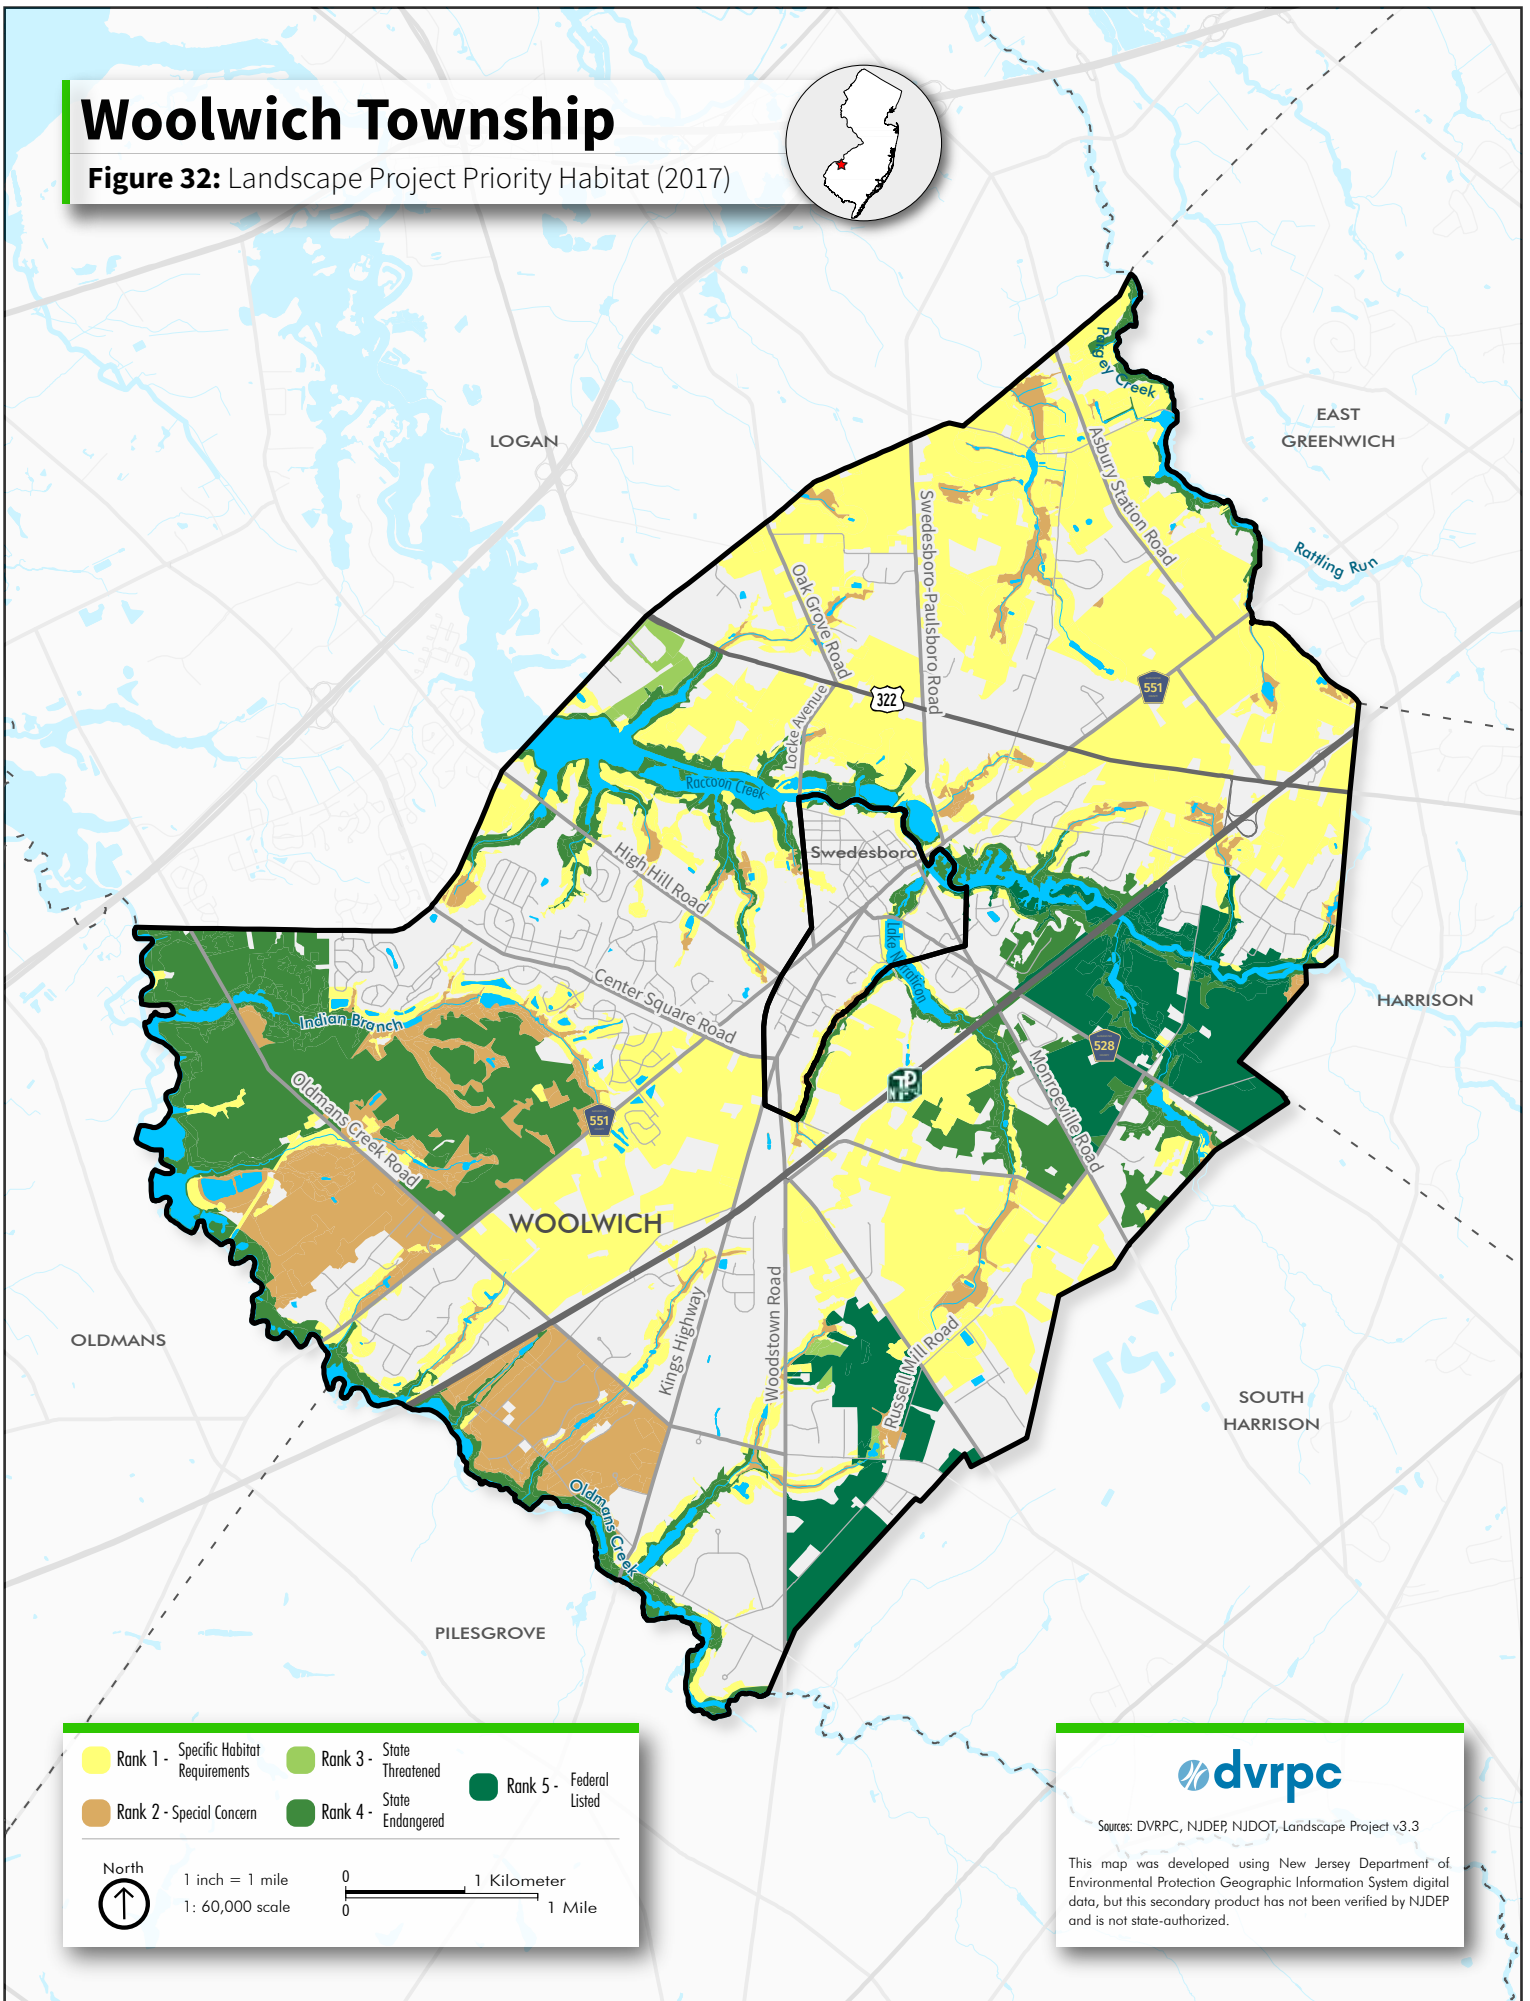 Woolwich Township
Figure 32: Landscape Project Priority Habitat (2017)
LOGAN
EAST
GREENWICH
Pargey Creek
Asbury Station Road
Rattling Run
Swedesboro-Paulsboro Road
Oak Grove Road
322
551
Locke Avenue
Raccoon Creek
High Hill Road
Swedesboro
Lake Narraticon
Center Square Road
Indian Branch
HARRISON
528
Monroeville Road
NJ TP
Oldmans Creek Road
551
WOOLWICH
OLDMANS
Kings Highway
Woodstown Road
Russell Mill Road
SOUTH
HARRISON
Oldmans Creek
PILESGROVE
Rank 1 - Specific Habitat
Requirements
Rank 2 - Special Concern
Rank 3 - State
Threatened
Rank 4 - State
Endangered
Rank 5 - Federal
Listed
North
1 inch = 1 mile
1: 60,000 scale
0
1 Kilometer
0
1 Mile
dvrpc
Sources: DVRPC, NJDEP, NJDOT, Landscape Project v3.3
This map was developed using New Jersey Department of
Environmental Protection Geographic Information System digital
data, but this secondary product has not been verified by NJDEP
and is not state-authorized.